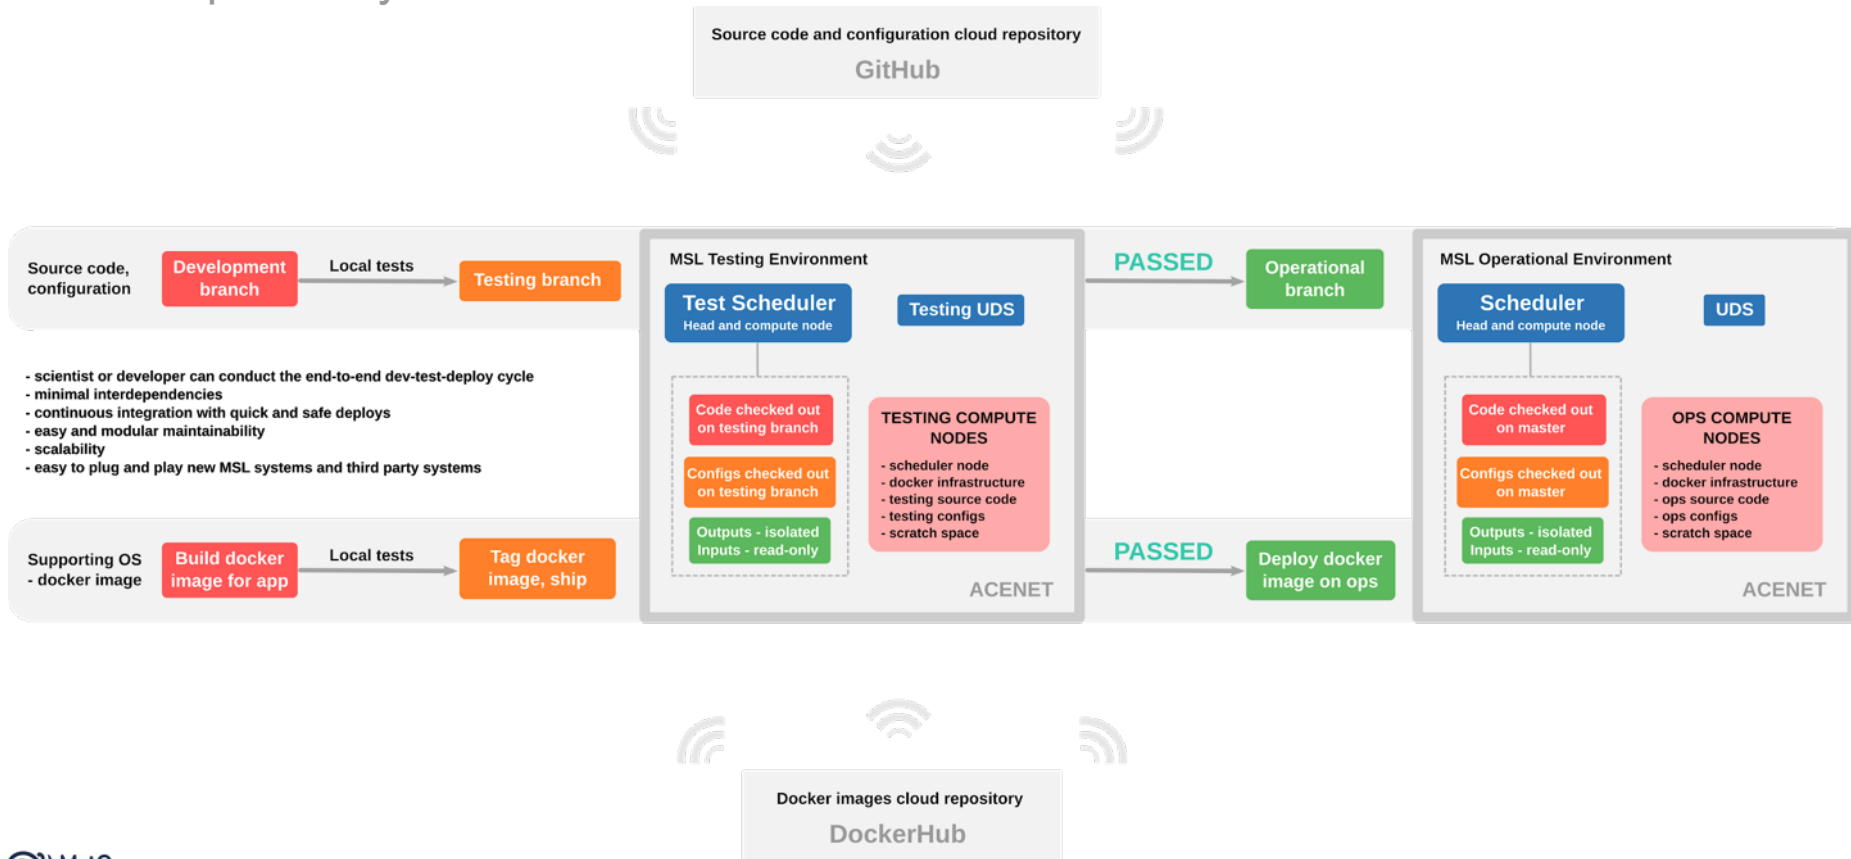 Source code and configuration cloud repository
GitHub
Source code,
configuration
Development
branch
Local tests
Testing branch
MSL Testing Environment
Test Scheduler
Head and compute node
Testing UDS
Code checked out
on testing branch
Configs checked out
on testing branch
Outputs - isolated
Inputs - read-only
TESTING COMPUTE
NODES
- scheduler node
- docker infrastructure
- testing source code
- testing configs
- scratch space
ACENET
PASSED
Operational
branch
MSL Operational Environment
Scheduler
Head and compute node
UDS
Code checked out
on master
Configs checked out
on master
Outputs - isolated
Inputs - read-only
OPS COMPUTE
NODES
- scheduler node
- docker infrastructure
- ops source code
- ops configs
- scratch space
ACENET
- scientist or developer can conduct the end-to-end dev-test-deploy cycle
- minimal interdependencies
- continuous integration with quick and safe deploys
- easy and modular maintainability
- scalability
- easy to plug and play new MSL systems and third party systems
Supporting OS
- docker image
Build docker
image for app
Local tests
Tag docker
image, ship
PASSED
Deploy docker
image on ops
Docker images cloud repository
DockerHub